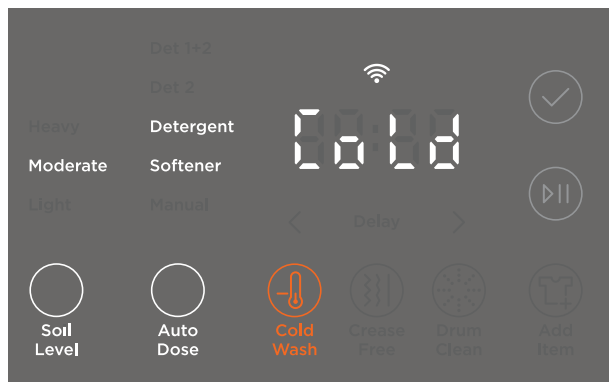 Det 1+2
Det 2
Heavy
Detergent
CoLd
Moderate
Softener
Light
Manual
Delay
Soil
Level
Auto
Dose
Cold
Wash
Crease
Free
Drum
Clean
Add
Item